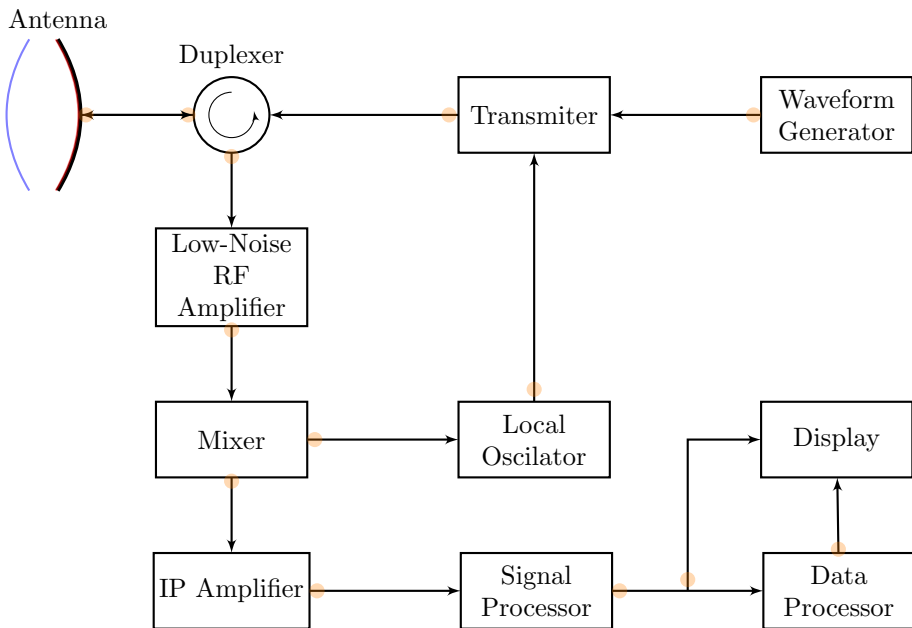 Antenna
Duplexer
Transmiter
Waveform
Generator
Low-Noise
RF
Amplifier
Mixer
Local
Oscilator
Display
IP Amplifier
Signal
Processor
Data
Processor